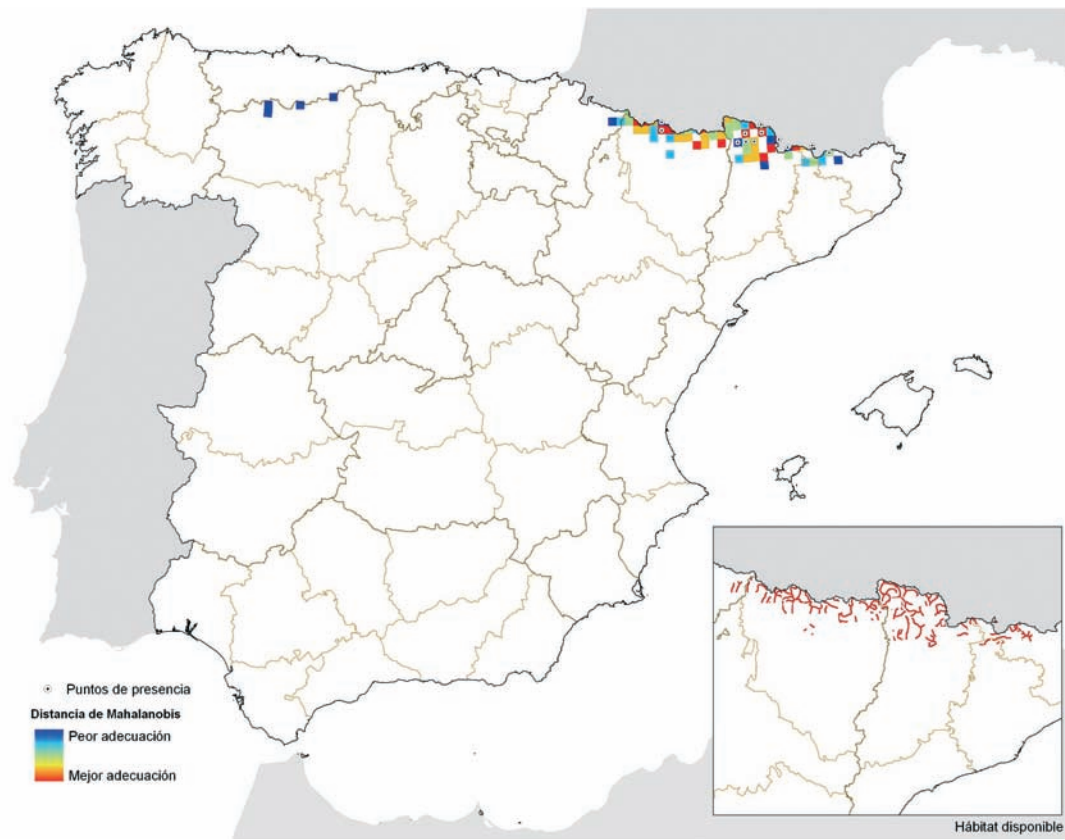 Puntos de presencia
Distancia de Mahalanobis
Peor adecuación
Mejor adecuación
Hábitat disponible